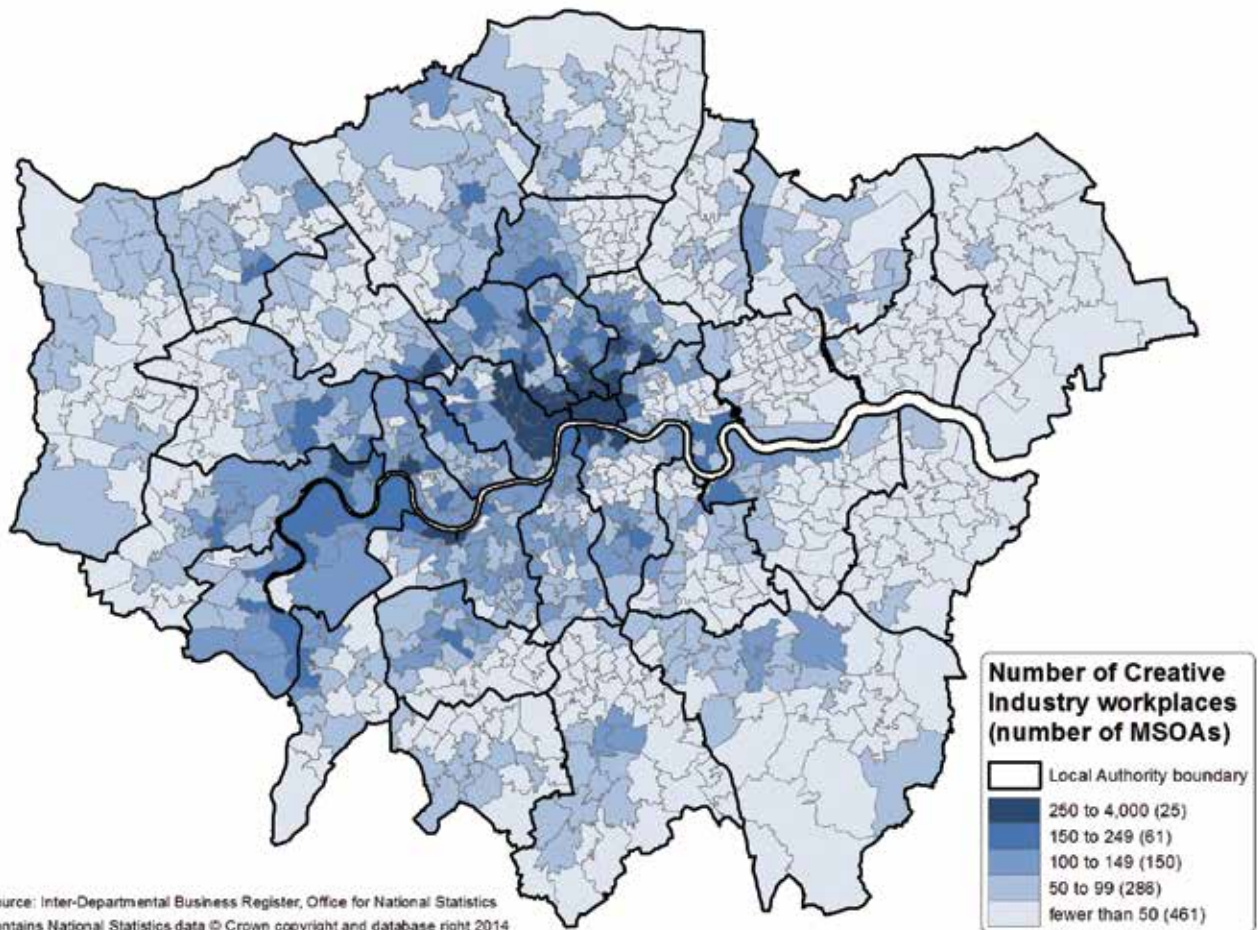 Number of Creative
Industry workplaces
(number of MSOAs)
Local Authority boundary
250 to 4,000 (25)
150 to 249 (61)
100 to 149 (150)
50 to 99 (286)
fewer than 50 (461)
ource: Inter-Departmental Business Register, Office for National Statistics
ontains National Statistics data © Crown copyright and database right 2014